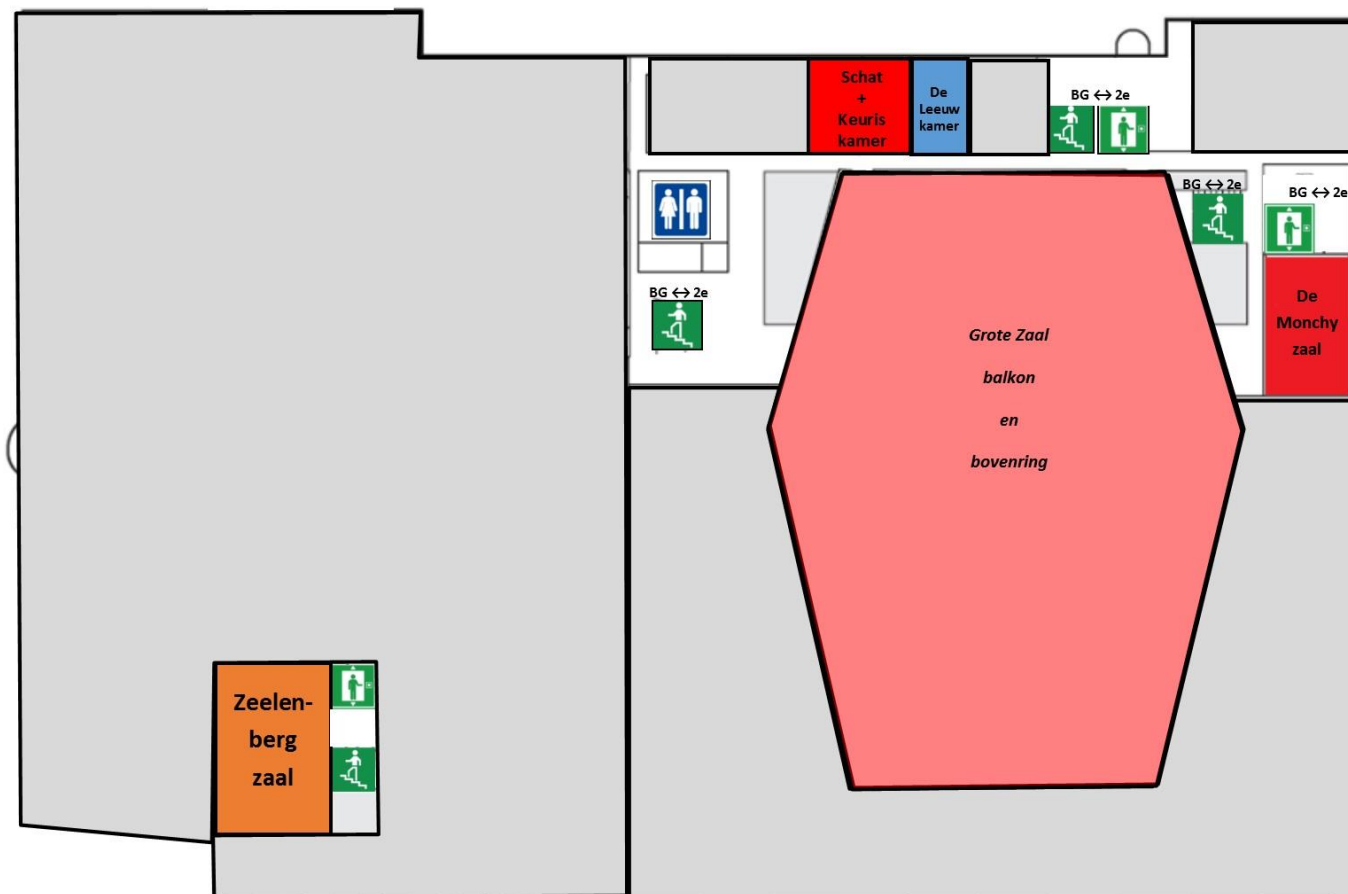 Schat
+
Keuris
kamer
De
Leeuw
kamer
BG ↔ 2e
BG ↔ 2e
BG ↔ 2e
BG ↔ 2e
De
Monchy
zaal
Grote Zaal
balkon
en
bovenring
Zeelen-
berg
zaal